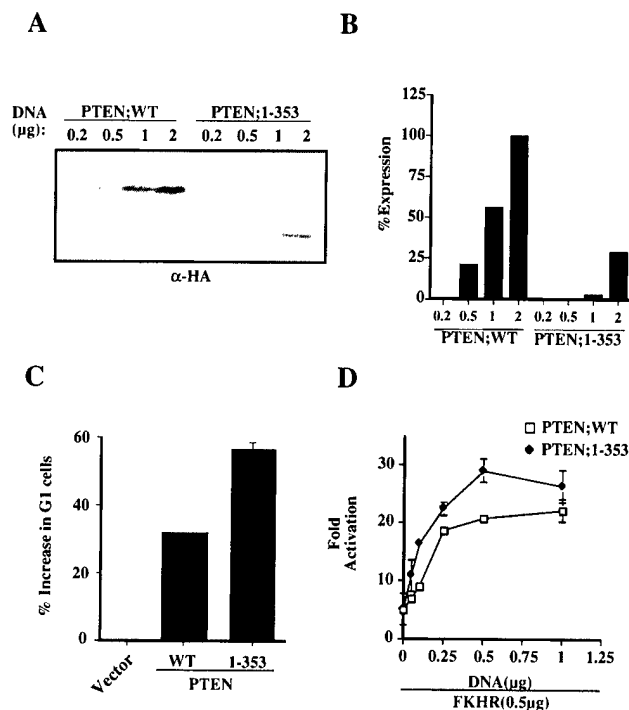 A
DNA PTEN;WT PTEN;1-353
(µg): 0.2 0.5 1 2 0.2 0.5 1 2
α-HA
B
125
100
75
50
25
0
%Expression
0.2 0.5 1 2 0.2 0.5 1 2
PTEN;WT PTEN;1-353
C
60
40
20
0
% Increase in G1 cells
Vector WT 1-353
PTEN
D
PTEN;WT
PTEN;1-353
30
20
10
0
Fold
Activation
0 0.25 0.5 0.75 1 1.25
DNA(µg)
FKHR(0.5µg)